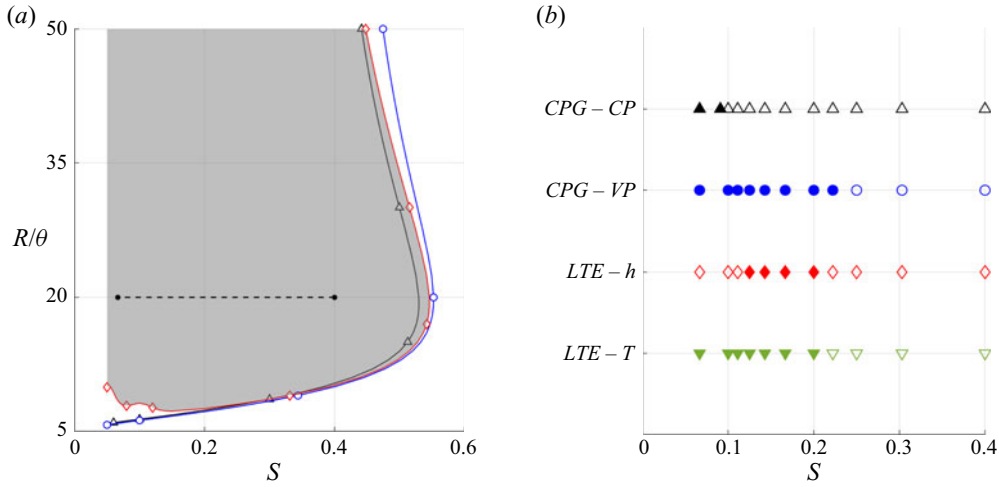 (a)
50
35
R/θ
20
5
0
0.2
0.4
0.6
S
(b)
CPG – CP
CPG – VP
LTE – h
LTE – T
0
0.1
0.2
0.3
0.4
S